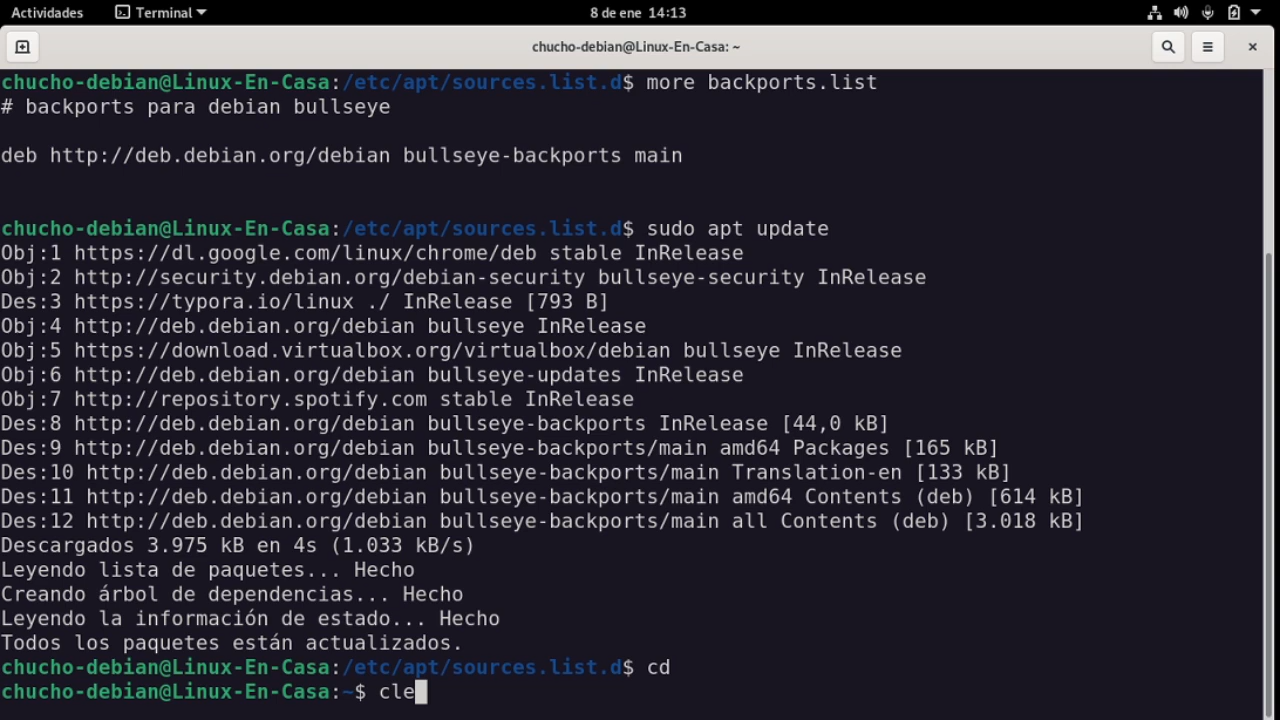 Actividades Terminal 8 de ene 14:13
chucho-debian@Linux-En-Casa: ~
chucho-debian@Linux-En-Casa:/etc/apt/sources.list.d$ more backports.list
# backports para debian bullseye
deb http://deb.debian.org/debian bullseye-backports main
chucho-debian@Linux-En-Casa:/etc/apt/sources.list.d$ sudo apt update
Obj:1 https://dl.google.com/linux/chrome/deb stable InRelease
Obj:2 http://security.debian.org/debian-security bullseye-security InRelease
Des:3 https://typora.io/linux ./ InRelease [793 B]
Obj:4 http://deb.debian.org/debian bullseye InRelease
Obj:5 https://download.virtualbox.org/virtualbox/debian bullseye InRelease
Obj:6 http://deb.debian.org/debian bullseye-updates InRelease
Obj:7 http://repository.spotify.com stable InRelease
Des:8 http://deb.debian.org/debian bullseye-backports InRelease [44,0 kB]
Des:9 http://deb.debian.org/debian bullseye-backports/main amd64 Packages [165 kB]
Des:10 http://deb.debian.org/debian bullseye-backports/main Translation-en [133 kB]
Des:11 http://deb.debian.org/debian bullseye-backports/main amd64 Contents (deb) [614 kB]
Des:12 http://deb.debian.org/debian bullseye-backports/main all Contents (deb) [3.018 kB]
Descargados 3.975 kB en 4s (1.033 kB/s)
Leyendo lista de paquetes... Hecho
Creando árbol de dependencias... Hecho
Leyendo la información de estado... Hecho
Todos los paquetes están actualizados.
chucho-debian@Linux-En-Casa:/etc/apt/sources.list.d$ cd
chucho-debian@Linux-En-Casa:~$ cle